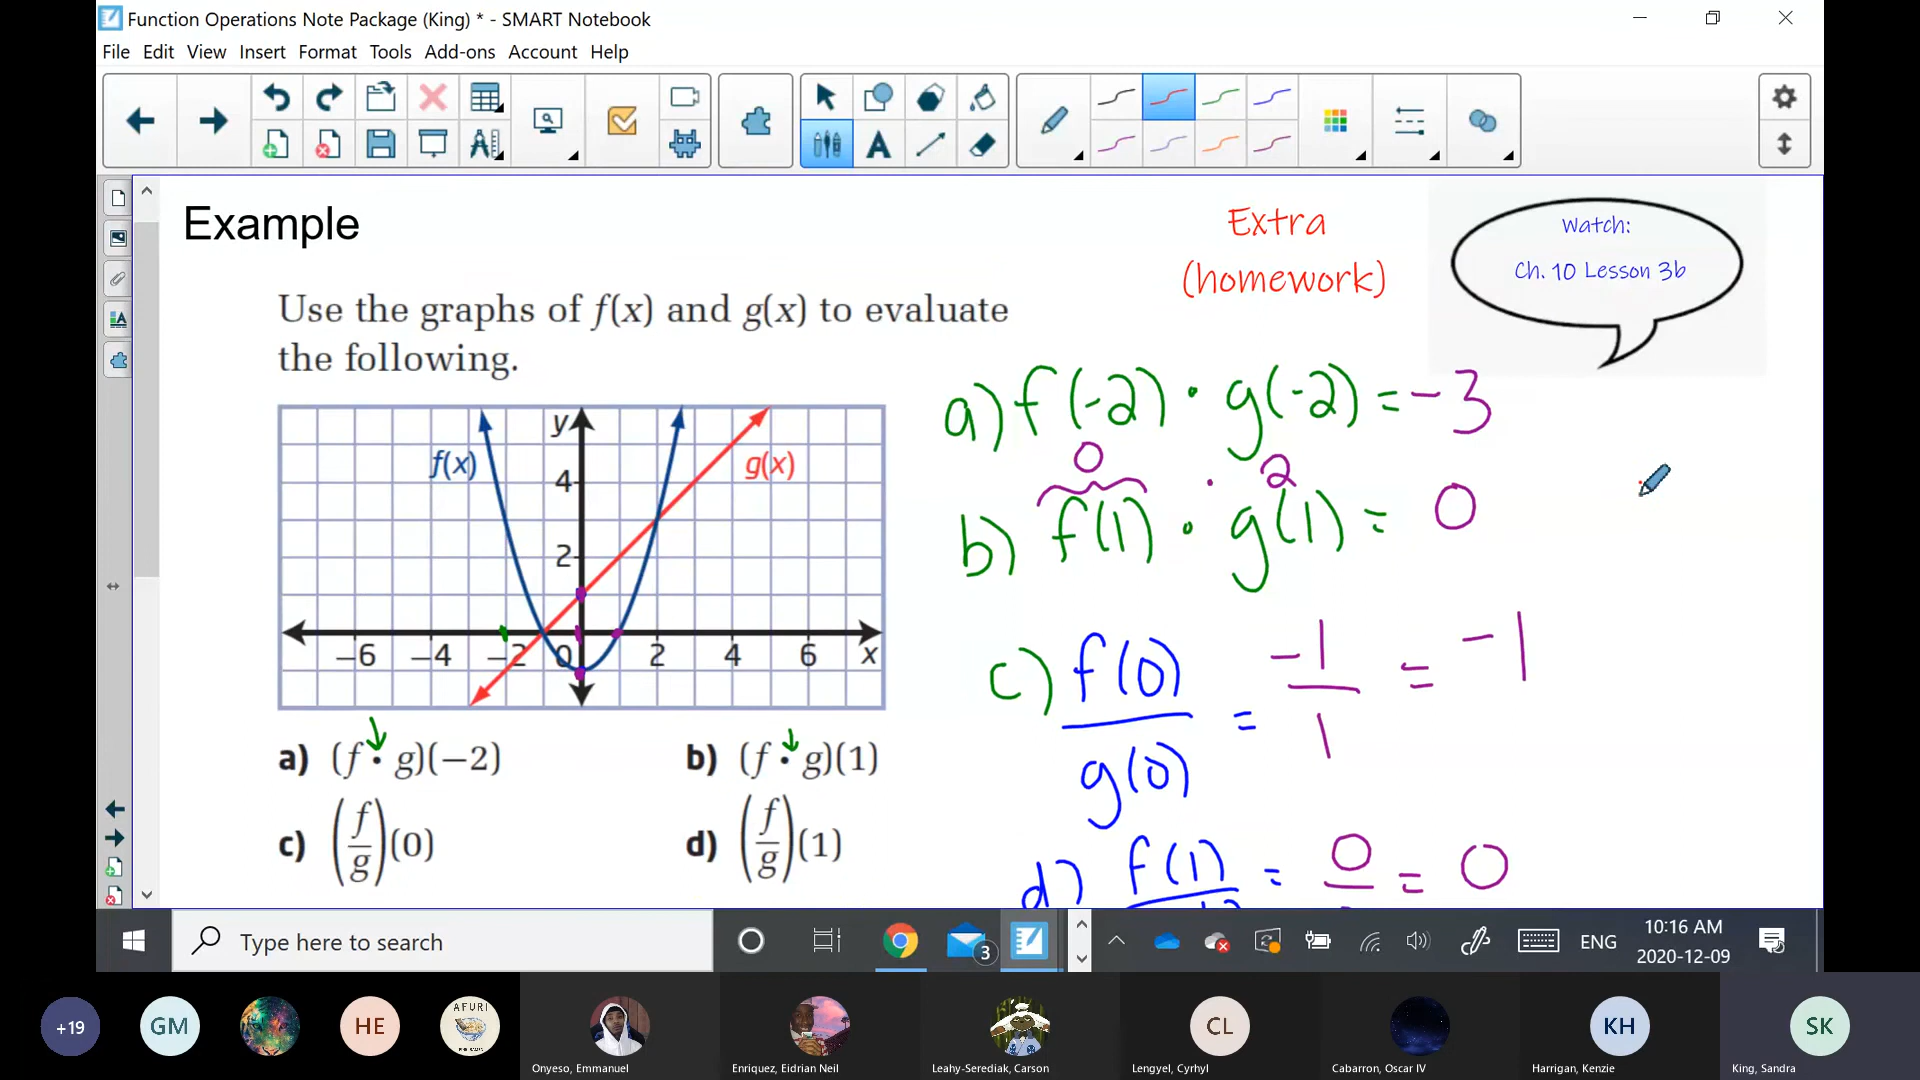 Function Operations Note Package (King) * - SMART Notebook
File Edit View Insert Format Tools Add-ons Account Help
Example
Extra
(homework)
Watch:
Ch. 10 Lesson 3b
Use the graphs of f(x) and g(x) to evaluate
the following.
y
f(x)
g(x)
4
2
-6 -4 -2 0 2 4 6 x
a) (f · g)(−2)
b) (f · g)(1)
c) (f/g)(0)
d) (f/g)(1)
a) f(-2) · g(-2) = -3
0 · 2
b) f(1) · g(1) = 0
c) f(0)/g(0) = -1/1 = -1
d) f(1) = 0 = 0
Type here to search
3
ENG
10:16 AM
2020-12-09
+19
GM
HE
AFURI
CL
KH
SK
Onyeso, Emmanuel
Enriquez, Eidrian Neil
Leahy-Serediak, Carson
Lengyel, Cyrhyl
Cabarron, Oscar IV
Harrigan, Kenzie
King, Sandra